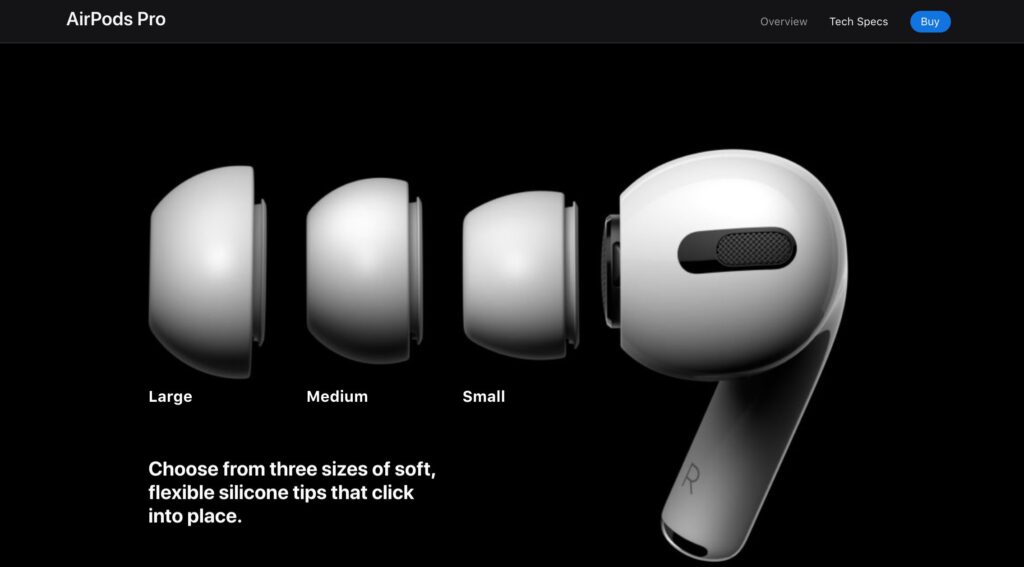 AirPods Pro
Overview
Tech Specs
Buy
Large
Medium
Small
R
Choose from three sizes of soft,
flexible silicone tips that click
into place.